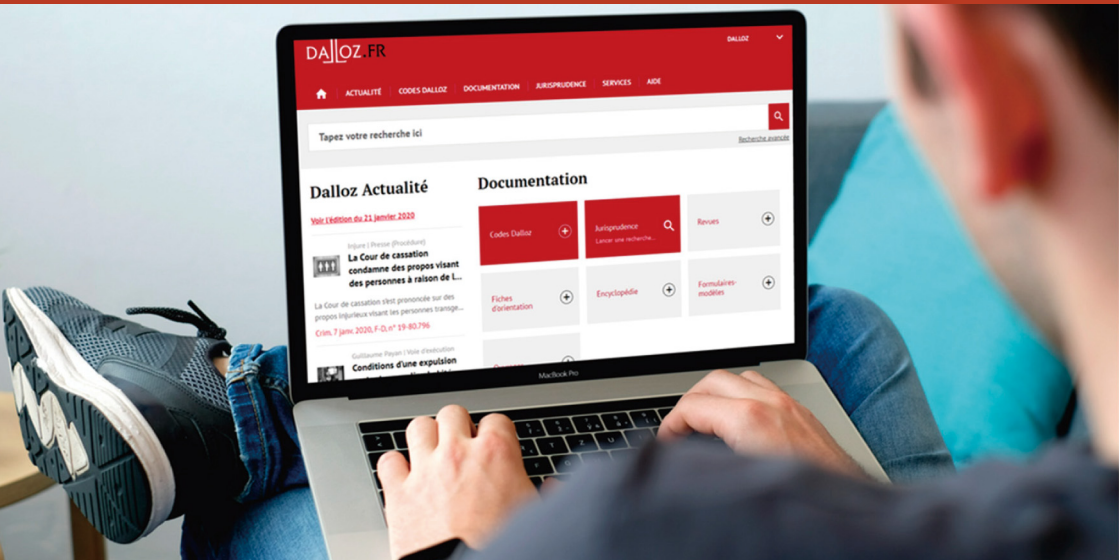 DALLOZ.FR
DALLOZ
ACTUALITÉ CODES DALLOZ DOCUMENTATION JURISPRUDENCE SERVICES AIDE
Tapez votre recherche ici
Recherche avancée
Dalloz Actualité
Voir l'édition du 21 janvier 2020
Injure | Presse (Procédure)
La Cour de cassation
condamne des propos visant
des personnes à raison de l...
La Cour de cassation s'est prononcée sur des
propos injurieux visant les personnes transge...
Crim. 7 janv. 2020, F-D, n° 19-80.796
Guillaume Payan | Voie d'exécution
Conditions d'une expulsion
Documentation
Codes Dalloz
Jurisprudence
Lancer une recherche...
Revues
Fiches
d'orientation
Encyclopédie
Formulaires-
modèles
MacBook Pro